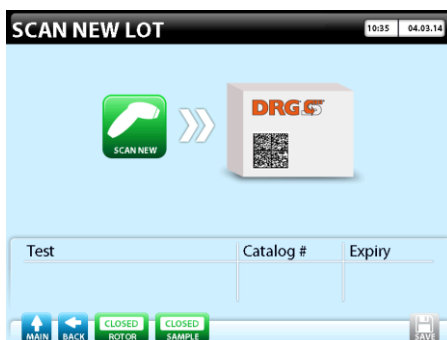 SCAN NEW LOT
10:35 04.03.14
DRG
SCAN NEW
Test Catalog # Expiry
MAIN BACK CLOSED ROTOR CLOSED SAMPLE SAVE